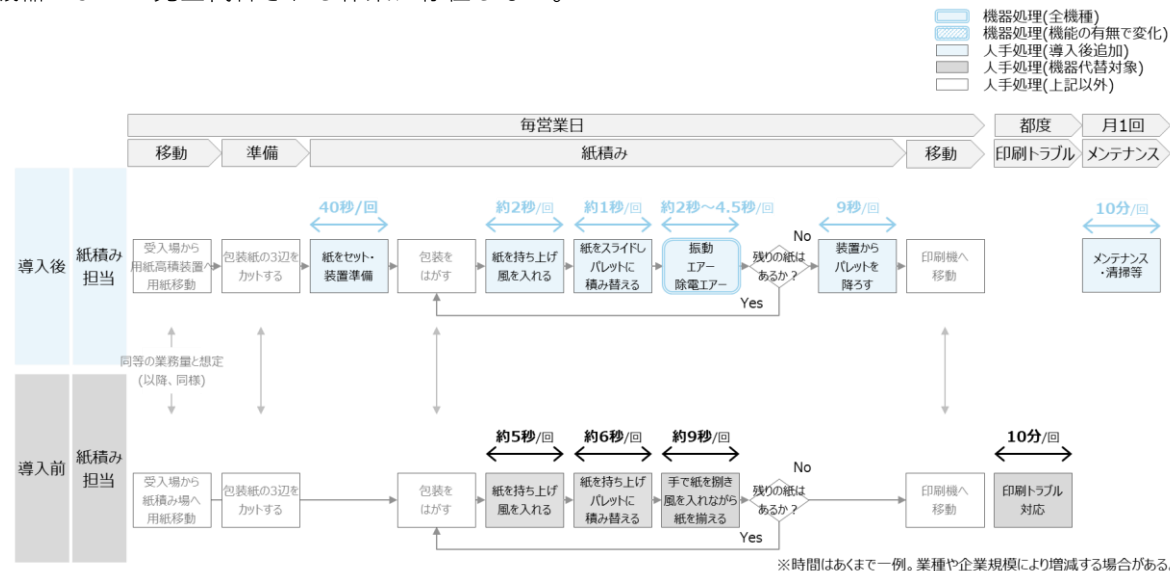 機器処理(全機種)
機器処理(機能の有無で変化)
人手処理(導入後追加)
人手処理(機器代替対象)
人手処理(上記以外)
毎営業日
都度
月1回
移動
準備
紙積み
移動
印刷トラブル
メンテナンス
導入後
紙積み
担当
40秒/回
約2秒/回
約1秒/回
約2秒～4.5秒/回
9秒/回
10分/回
受入場から
用紙高積装置へ
用紙移動
包装紙の3辺を
カットする
紙をセット・
装置準備
包装を
はがす
紙を持ち上げ
風を入れる
紙をスライドし
パレットに
積み替える
振動
エアー
除電エアー
残りの紙は
あるか？
No
Yes
装置から
パレットを
降ろす
印刷機へ
移動
メンテナンス
・清掃等
同等の業務量と想定
(以降、同様)
導入前
紙積み
担当
約5秒/回
約6秒/回
約9秒/回
10分/回
受入場から
紙積み場へ
用紙移動
包装紙の3辺を
カットする
包装を
はがす
紙を持ち上げ
風を入れる
紙を持ち上げ
パレットに
積み替える
手で紙を捌き
風を入れながら
紙を揃える
残りの紙は
あるか？
No
Yes
印刷機へ
移動
印刷トラブル
対応
※時間はあくまで一例。業種や企業規模により増減する場合がある。